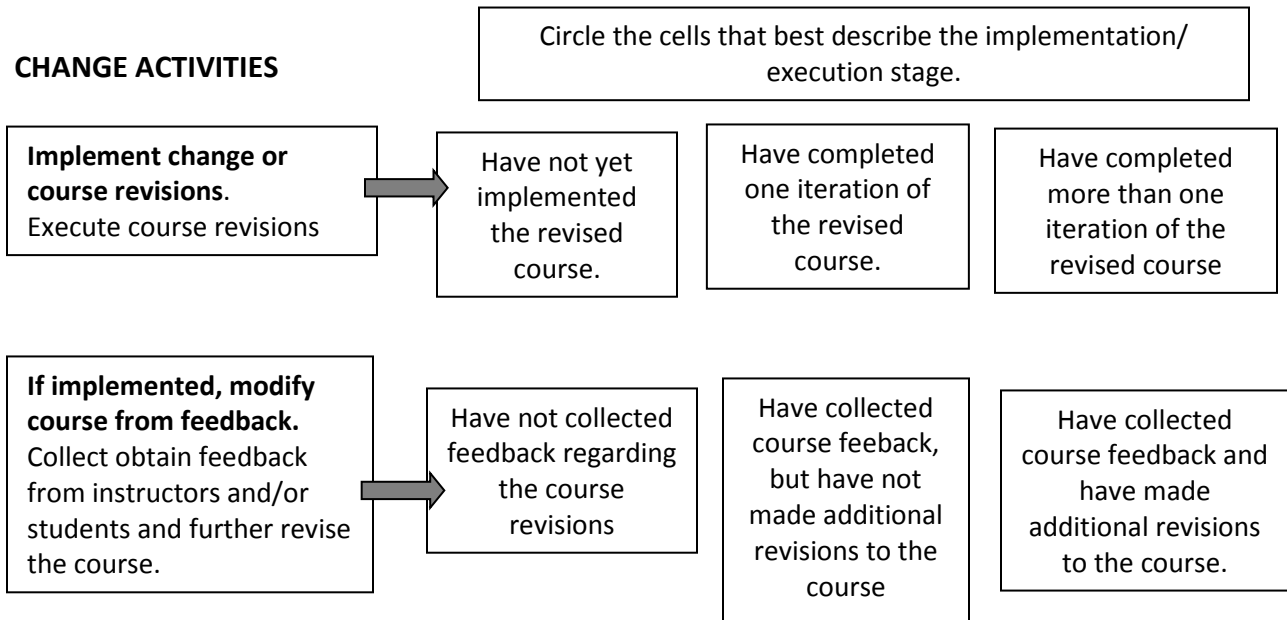 CHANGE ACTIVITIES
Circle the cells that best describe the implementation/
execution stage.
Implement change or
course revisions.
Execute course revisions
Have not yet
implemented
the revised
course.
Have completed
one iteration of
the revised
course.
Have completed
more than one
iteration of the
revised course
If implemented, modify
course from feedback.
Collect obtain feedback
from instructors and/or
students and further revise
the course.
Have not collected
feedback regarding
the course
revisions
Have collected
course feeback,
but have not
made additional
revisions to the
course
Have collected
course feedback and
have made
additional revisions
to the course.